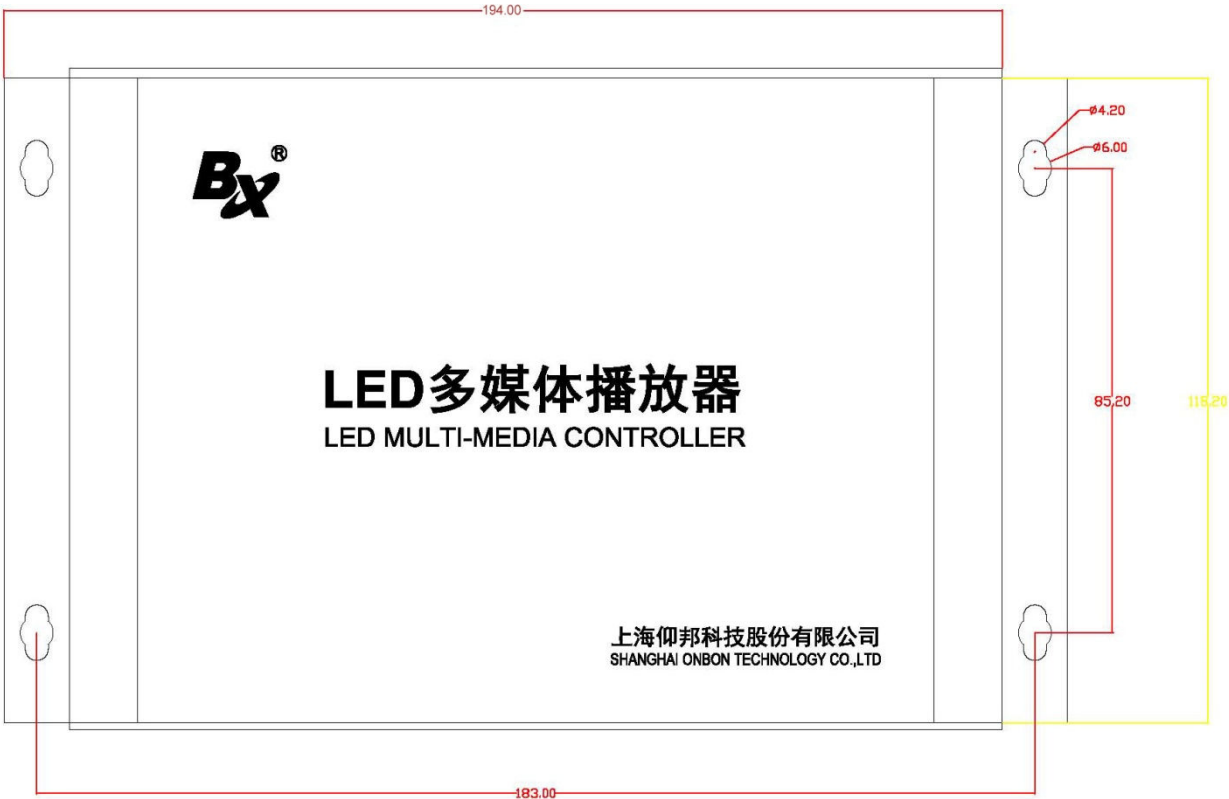 194.00
ø4.20
ø6.00
BX®
LED多媒体播放器
LED MULTI-MEDIA CONTROLLER
85.20
118.20
上海仰邦科技股份有限公司
SHANGHAI ONBON TECHNOLOGY CO.,LTD
183.00